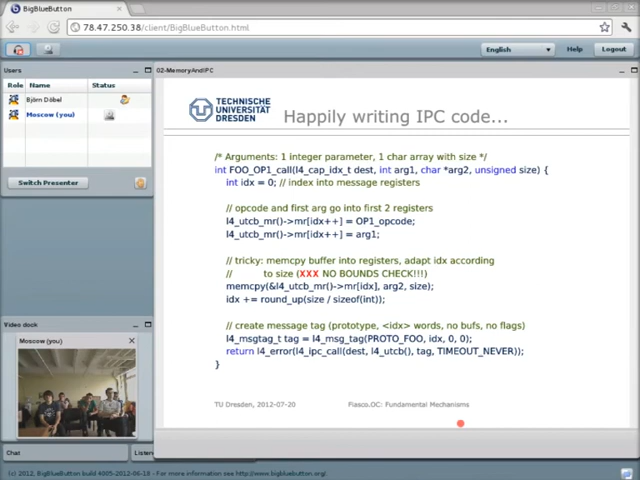 BigBlueButton
78.47.250.38/client/BigBlueButton.html
English
Help
Logout
Users
Role Name Status
Björn Döbel
Moscow (you)
Switch Presenter
Video dock
Moscow (you)
Chat
Listen
02-MemoryAndIPC
TECHNISCHE
UNIVERSITÄT
DRESDEN
Happily writing IPC code...
/* Arguments: 1 integer parameter, 1 char array with size */
int FOO_OP1_call(l4_cap_idx_t dest, int arg1, char *arg2, unsigned size) {
int idx = 0; // index into message registers
// opcode and first arg go into first 2 registers
l4_utcb_mr()->mr[idx++] = OP1_opcode;
l4_utcb_mr()->mr[idx++] = arg1;
// tricky: memcpy buffer into registers, adapt idx according
// to size (XXX NO BOUNDS CHECK!!!)
memcpy(&l4_utcb_mr()->mr[idx], arg2, size);
idx += round_up(size / sizeof(int));
// create message tag (prototype, <idx> words, no bufs, no flags)
l4_msgtag_t tag = l4_msg_tag(PROTO_FOO, idx, 0, 0);
return l4_error(l4_ipc_call(dest, l4_utcb(), tag, TIMEOUT_NEVER));
}
TU Dresden, 2012-07-20
Fiasco.OC: Fundamental Mechanisms
(c) 2012, BigBlueButton build 4005-2012-06-19 - For more information see http://www.bigbluebutton.org/.